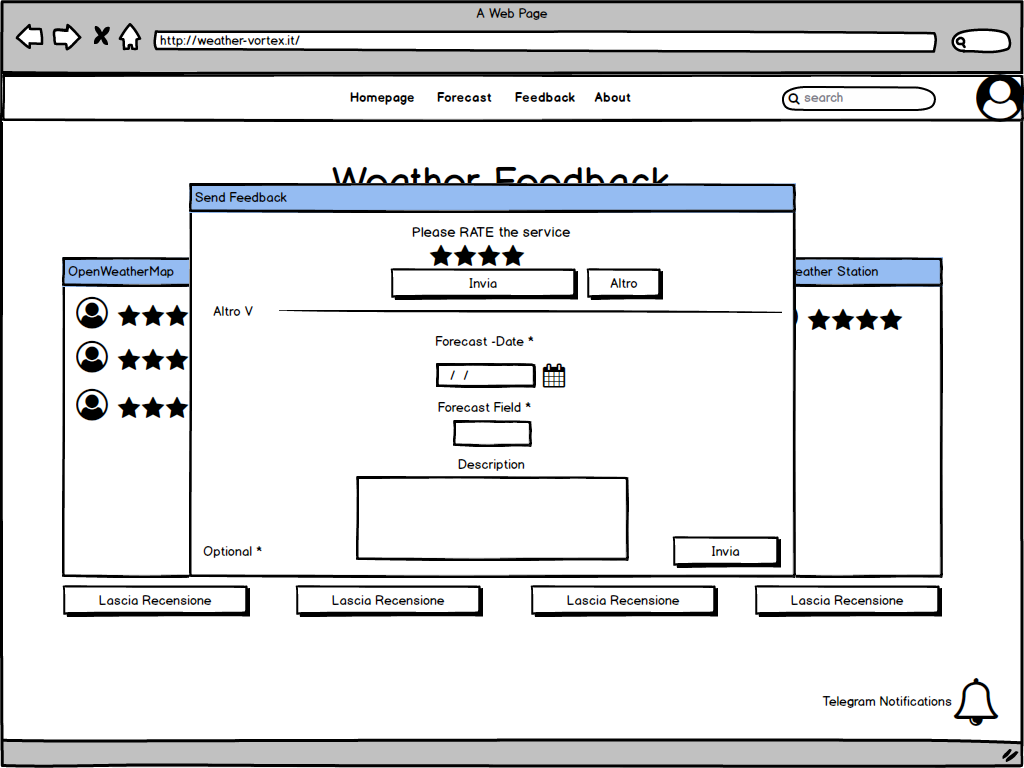 A Web Page
http://weather-vortex.it/
Homepage Forecast Feedback About search
Weather Feedback
Send Feedback
Please RATE the service
Invia Altro
Altro V
Forecast -Date *
/ /
Forecast Field *
Description
Optional *
Invia
OpenWeatherMap
eather Station
Lascia Recensione Lascia Recensione Lascia Recensione Lascia Recensione
Telegram Notifications